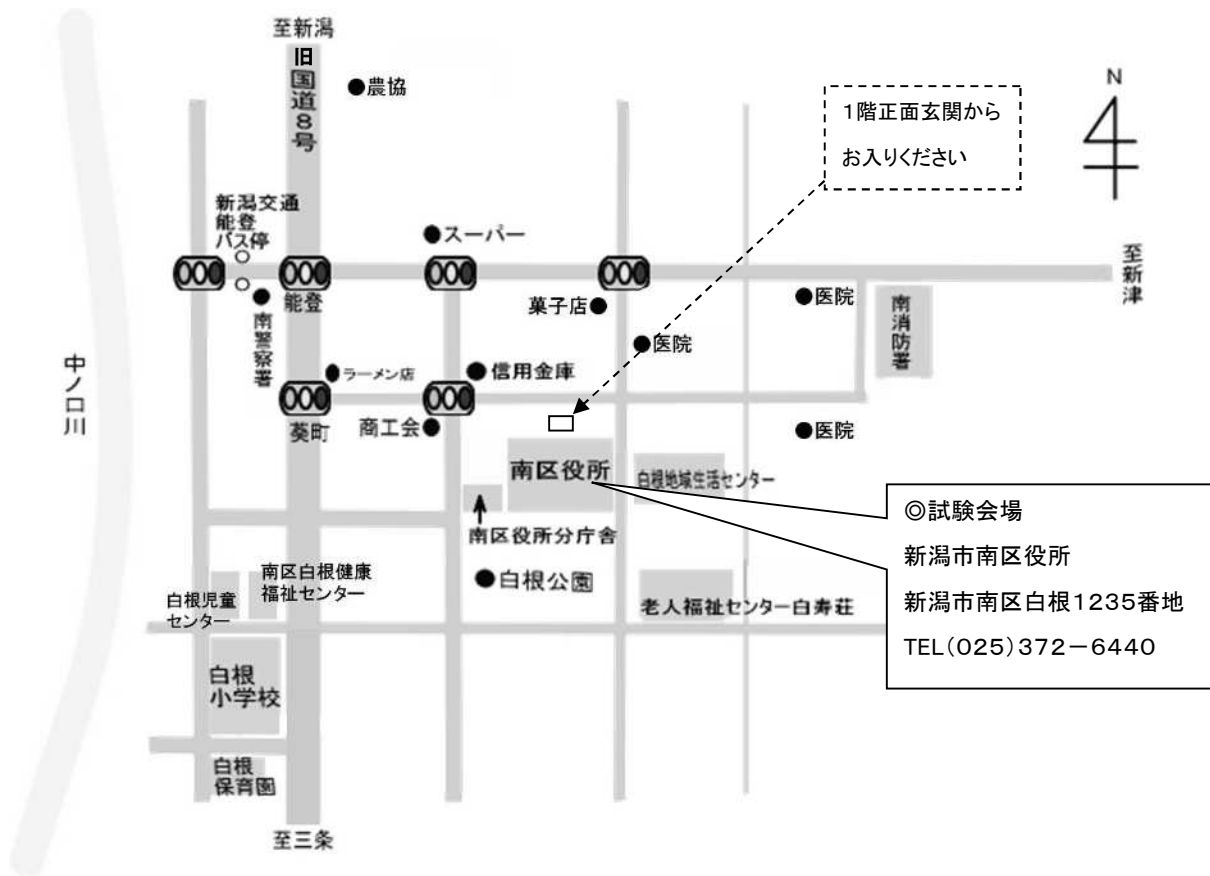 至新潟
旧国道8号
●農協
1階正面玄関から
お入りください
N
新潟交通
能登
バス停
●スーパー
至新津
能登
菓子店●
●医院
南消防署
南警察署
●医院
中ノ口川
ラーメン店
●信用金庫
葵町
商工会●
●医院
南区役所
白根地域生活センター
◎試験会場
新潟市南区役所
新潟市南区白根1235番地
TEL(025)372-6440
南区役所分庁舎
南区白根健康
福祉センター
●白根公園
白根児童
センター
老人福祉センター白寿荘
白根
小学校
白根
保育園
至三条